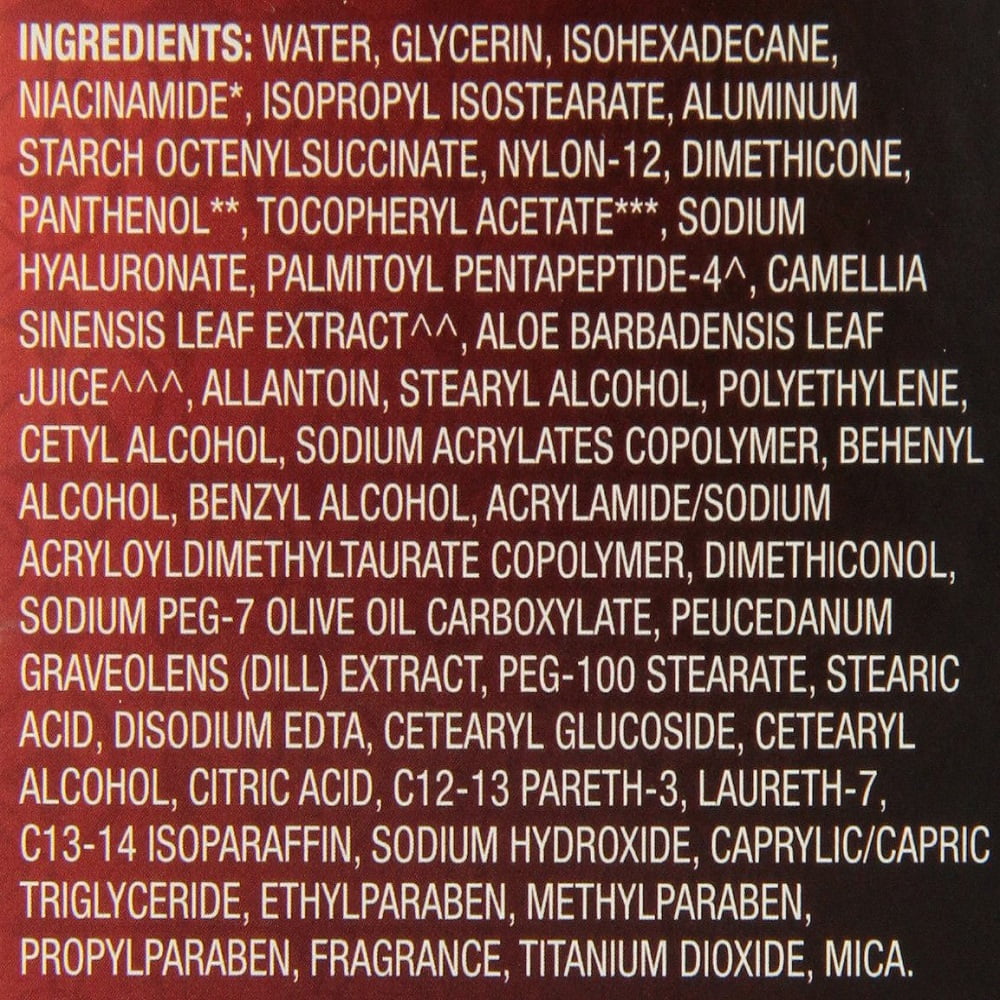 INGREDIENTS: WATER, GLYCERIN, ISOHEXADECANE,
NIACINAMIDE*, ISOPROPYL ISOSTEARATE, ALUMINUM
STARCH OCTENYLSUCCINATE, NYLON-12, DIMETHICONE,
PANTHENOL**, TOCOPHERYL ACETATE***, SODIUM
HYALURONATE, PALMITOYL PENTAPEPTIDE-4^, CAMELLIA
SINENSIS LEAF EXTRACT^^, ALOE BARBADENSIS LEAF
JUICE^^^, ALLANTOIN, STEARYL ALCOHOL, POLYETHYLENE,
CETYL ALCOHOL, SODIUM ACRYLATES COPOLYMER, BEHENYL
ALCOHOL, BENZYL ALCOHOL, ACRYLAMIDE/SODIUM
ACRYLOYLDIMETHYLTAURATE COPOLYMER, DIMETHICONOL,
SODIUM PEG-7 OLIVE OIL CARBOXYLATE, PEUCEDANUM
GRAVEOLENS (DILL) EXTRACT, PEG-100 STEARATE, STEARIC
ACID, DISODIUM EDTA, CETEARYL GLUCOSIDE, CETEARYL
ALCOHOL, CITRIC ACID, C12-13 PARETH-3, LAURETH-7,
C13-14 ISOPARAFFIN, SODIUM HYDROXIDE, CAPRYLIC/CAPRIC
TRIGLYCERIDE, ETHYLPARABEN, METHYLPARABEN,
PROPYLPARABEN, FRAGRANCE, TITANIUM DIOXIDE, MICA.